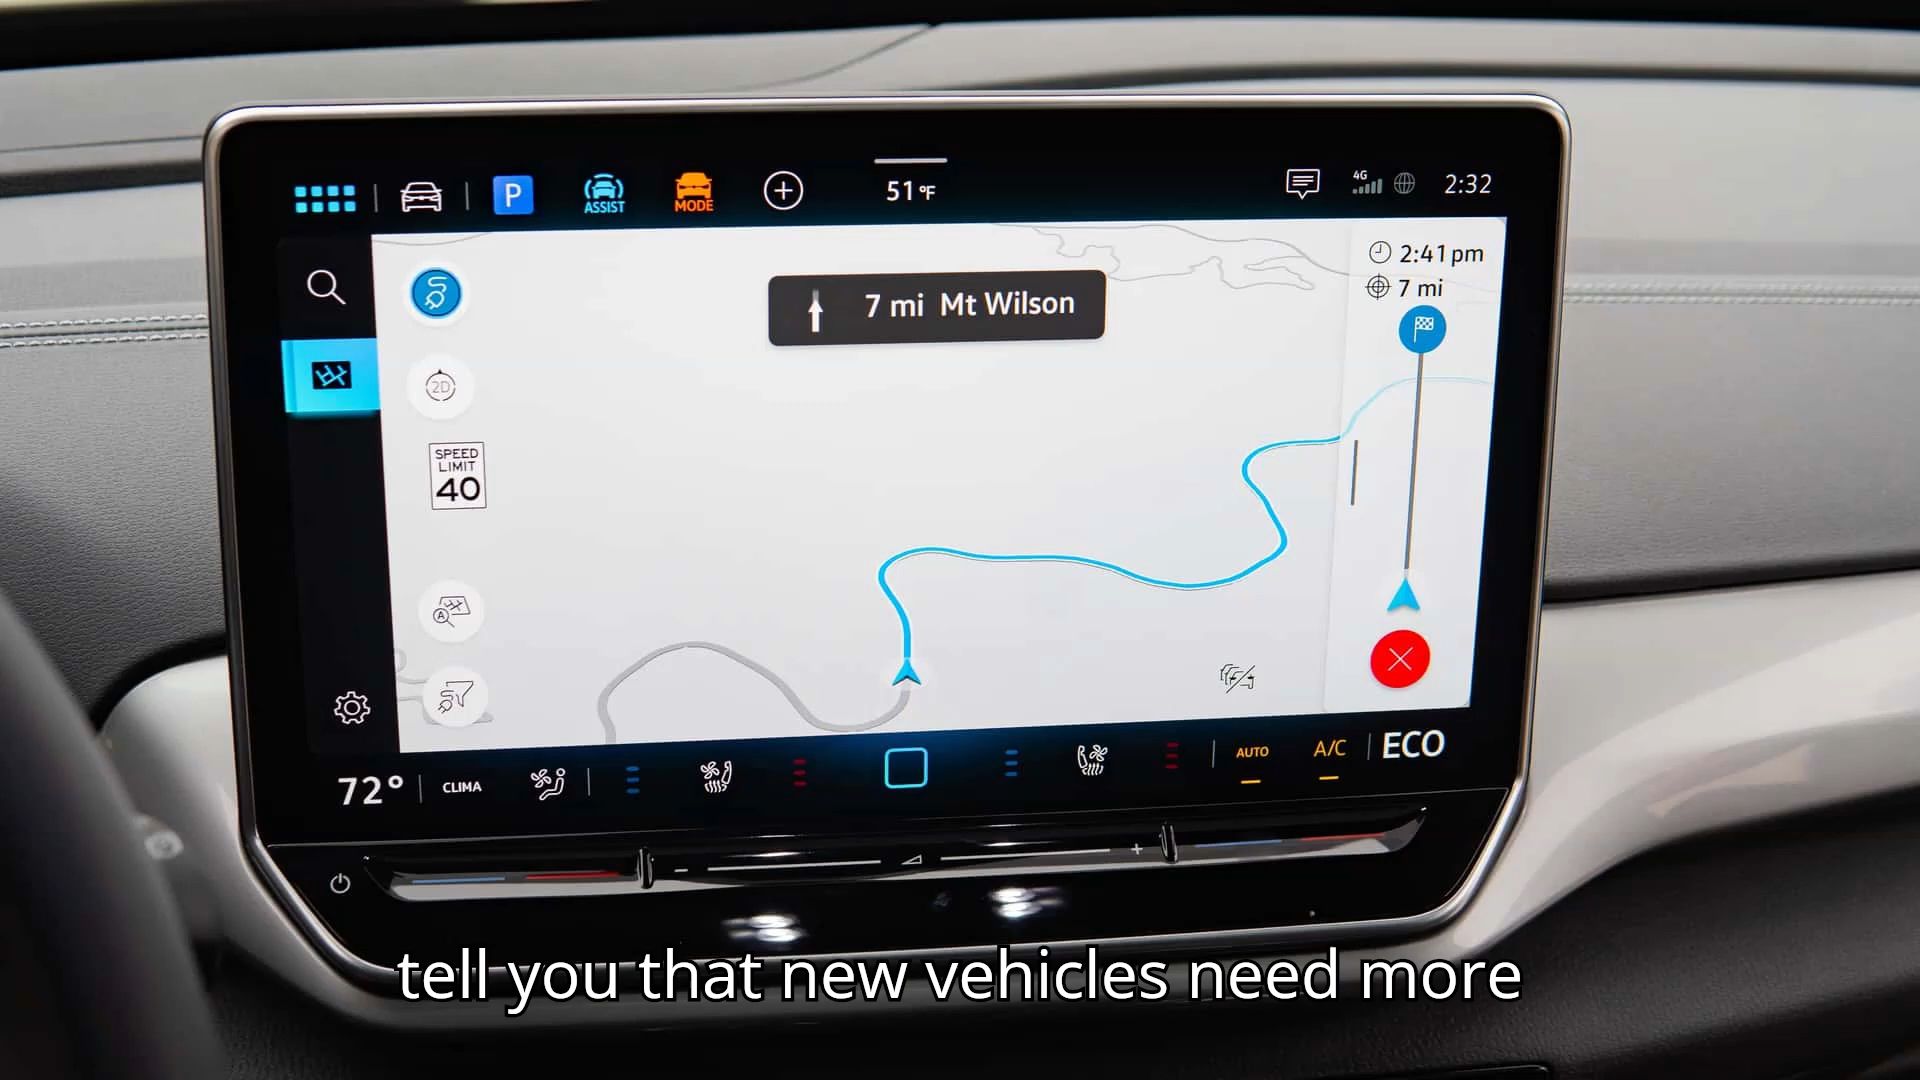 P
ASSIST
MODE
51°F
4G
2:32
2:41 pm
7 mi
7 mi Mt Wilson
2D
SPEED
LIMIT
40
A
72°
CLIMA
AUTO
A/C
ECO
tell you that new vehicles need more